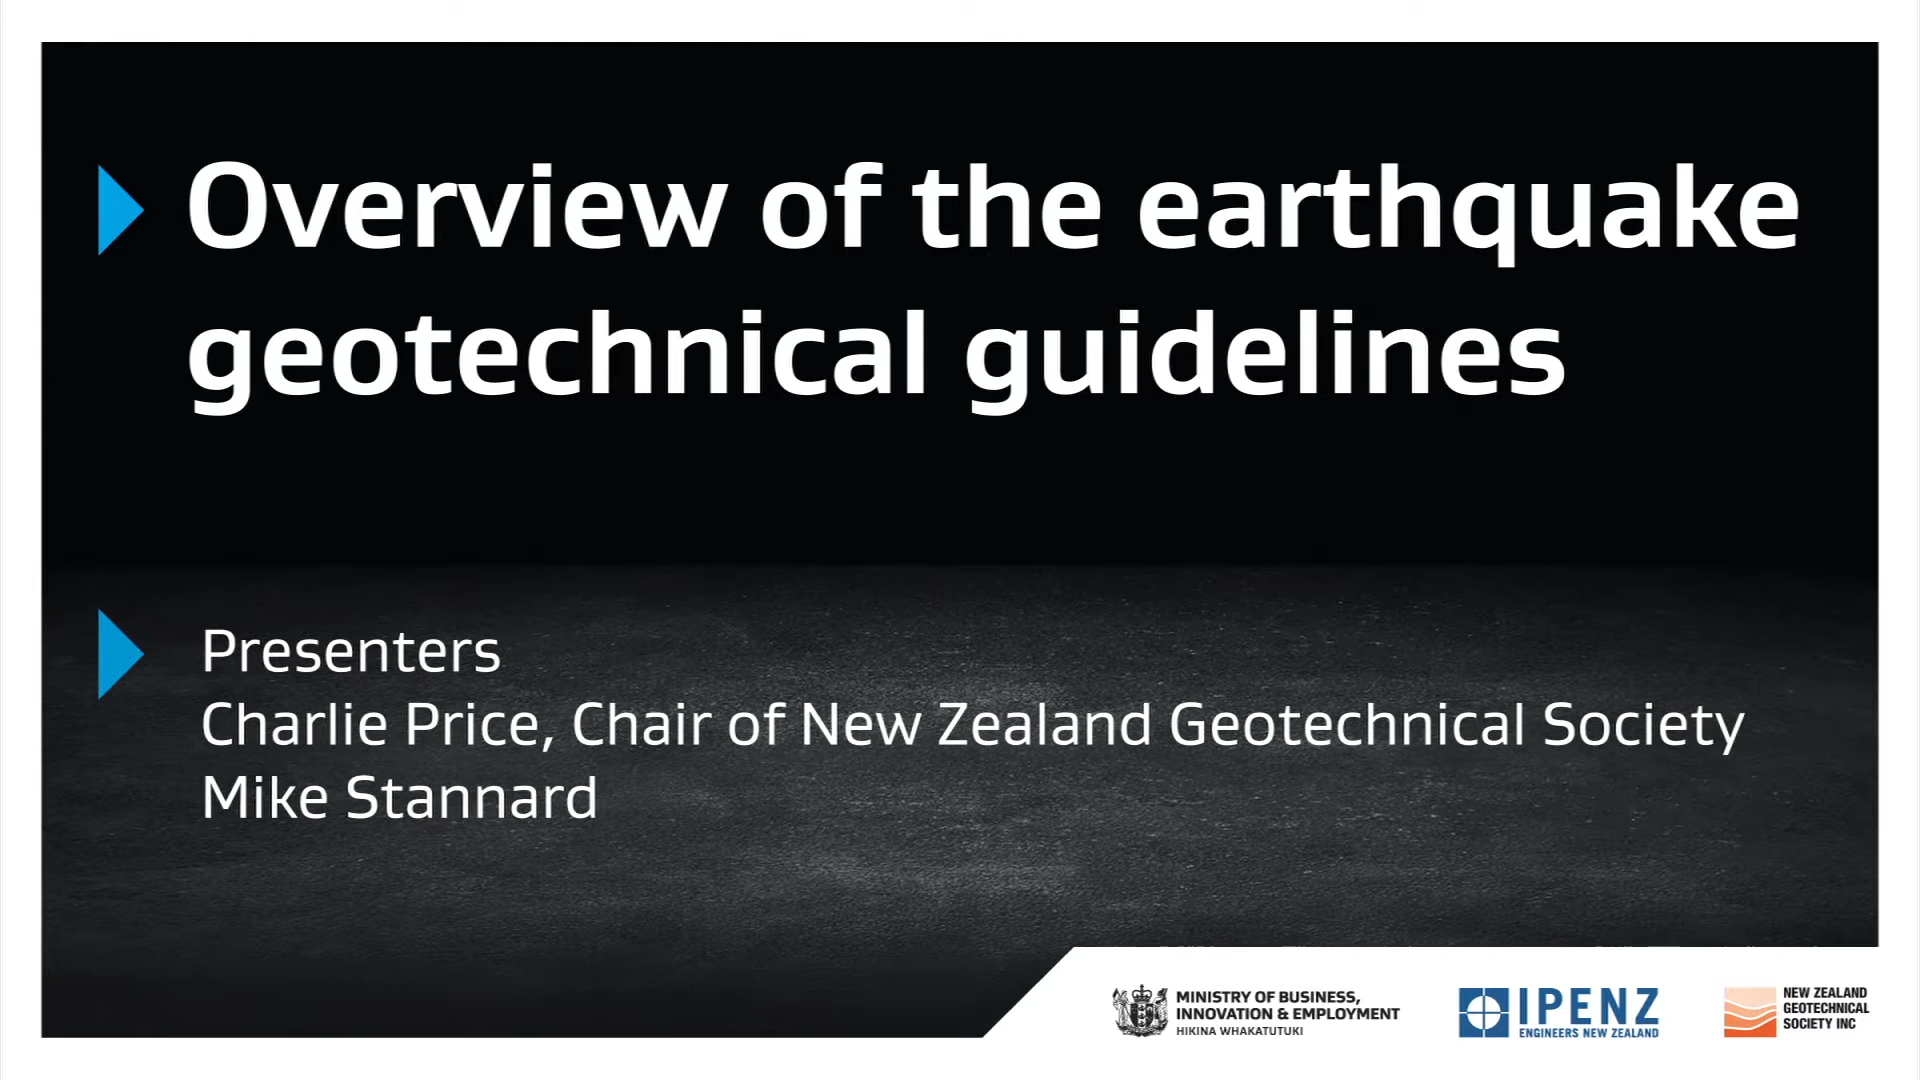 Overview of the earthquake
geotechnical guidelines
Presenters
Charlie Price, Chair of New Zealand Geotechnical Society
Mike Stannard
MINISTRY OF BUSINESS,
INNOVATION & EMPLOYMENT
HIKINA WHAKATUTUKI
IPENZ
ENGINEERS NEW ZEALAND
NEW ZEALAND
GEOTECHNICAL
SOCIETY INC